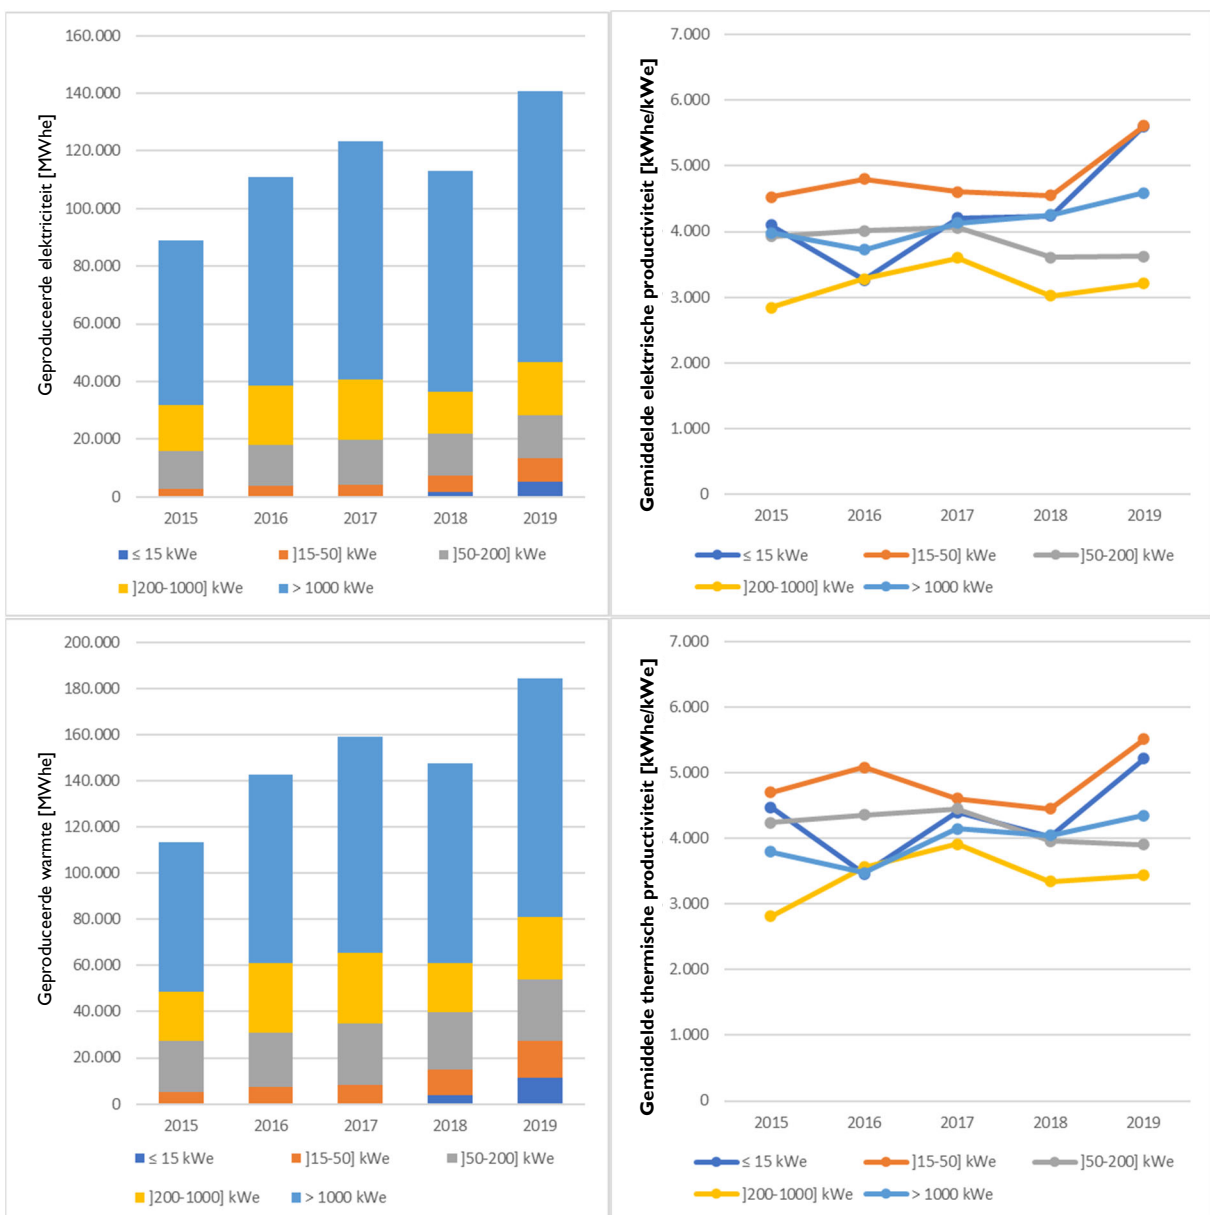 Geproduceerde elektriciteit [MWhe]
160.000
140.000
120.000
100.000
80.000
60.000
40.000
20.000
0
2015 2016 2017 2018 2019
≤ 15 kWe ]15-50] kWe ]50-200] kWe
]200-1000] kWe > 1000 kWe
Gemiddelde elektrische productiviteit [kWhe/kWe]
7.000
6.000
5.000
4.000
3.000
2.000
1.000
0
2015 2016 2017 2018 2019
≤ 15 kWe ]15-50] kWe ]50-200] kWe
]200-1000] kWe > 1000 kWe
Geproduceerde warmte [MWhe]
200.000
180.000
160.000
140.000
120.000
100.000
80.000
60.000
40.000
20.000
0
2015 2016 2017 2018 2019
≤ 15 kWe ]15-50] kWe ]50-200] kWe
]200-1000] kWe > 1000 kWe
Gemiddelde thermische productiviteit [kWhe/kWe]
7.000
6.000
5.000
4.000
3.000
2.000
1.000
0
2015 2016 2017 2018 2019
≤ 15 kWe ]15-50] kWe ]50-200] kWe
]200-1000] kWe > 1000 kWe